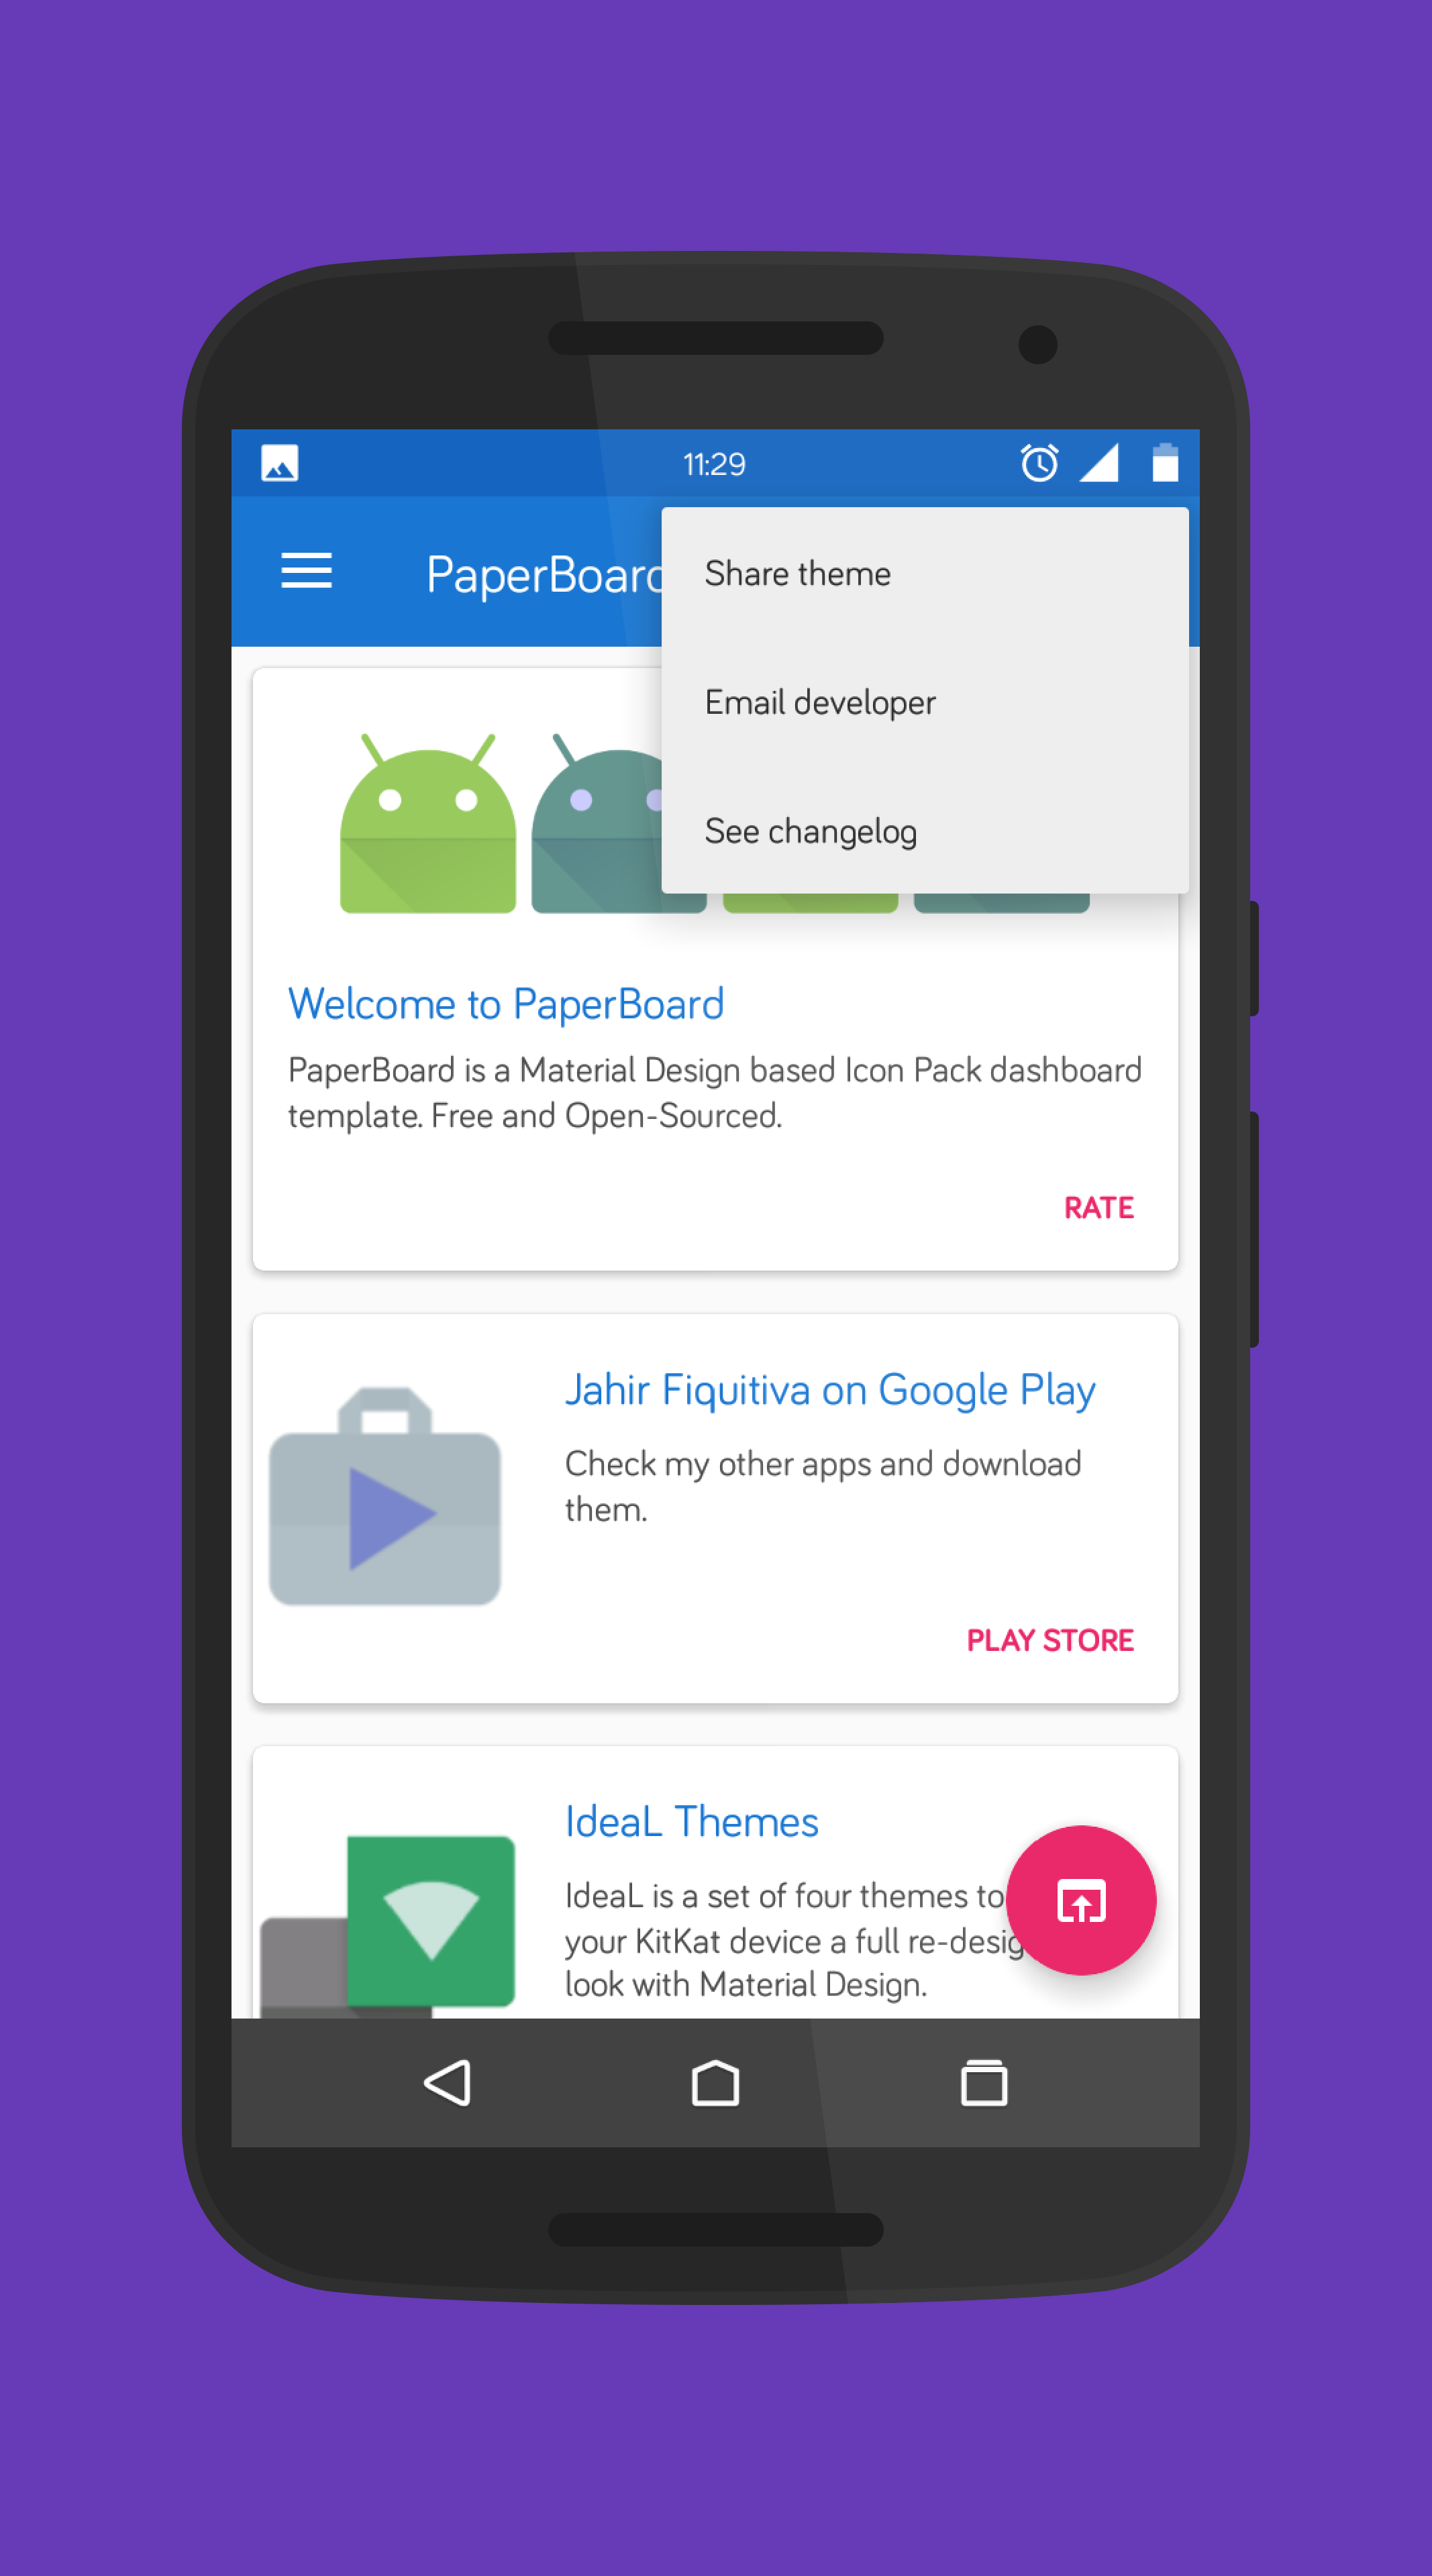 11:29
PaperBoard
Share theme
Email developer
See changelog
Welcome to PaperBoard
PaperBoard is a Material Design based Icon Pack dashboard
template. Free and Open-Sourced.
RATE
Jahir Fiquitiva on Google Play
Check my other apps and download
them.
PLAY STORE
IdeaL Themes
IdeaL is a set of four themes to
your KitKat device a full re-desig
look with Material Design.